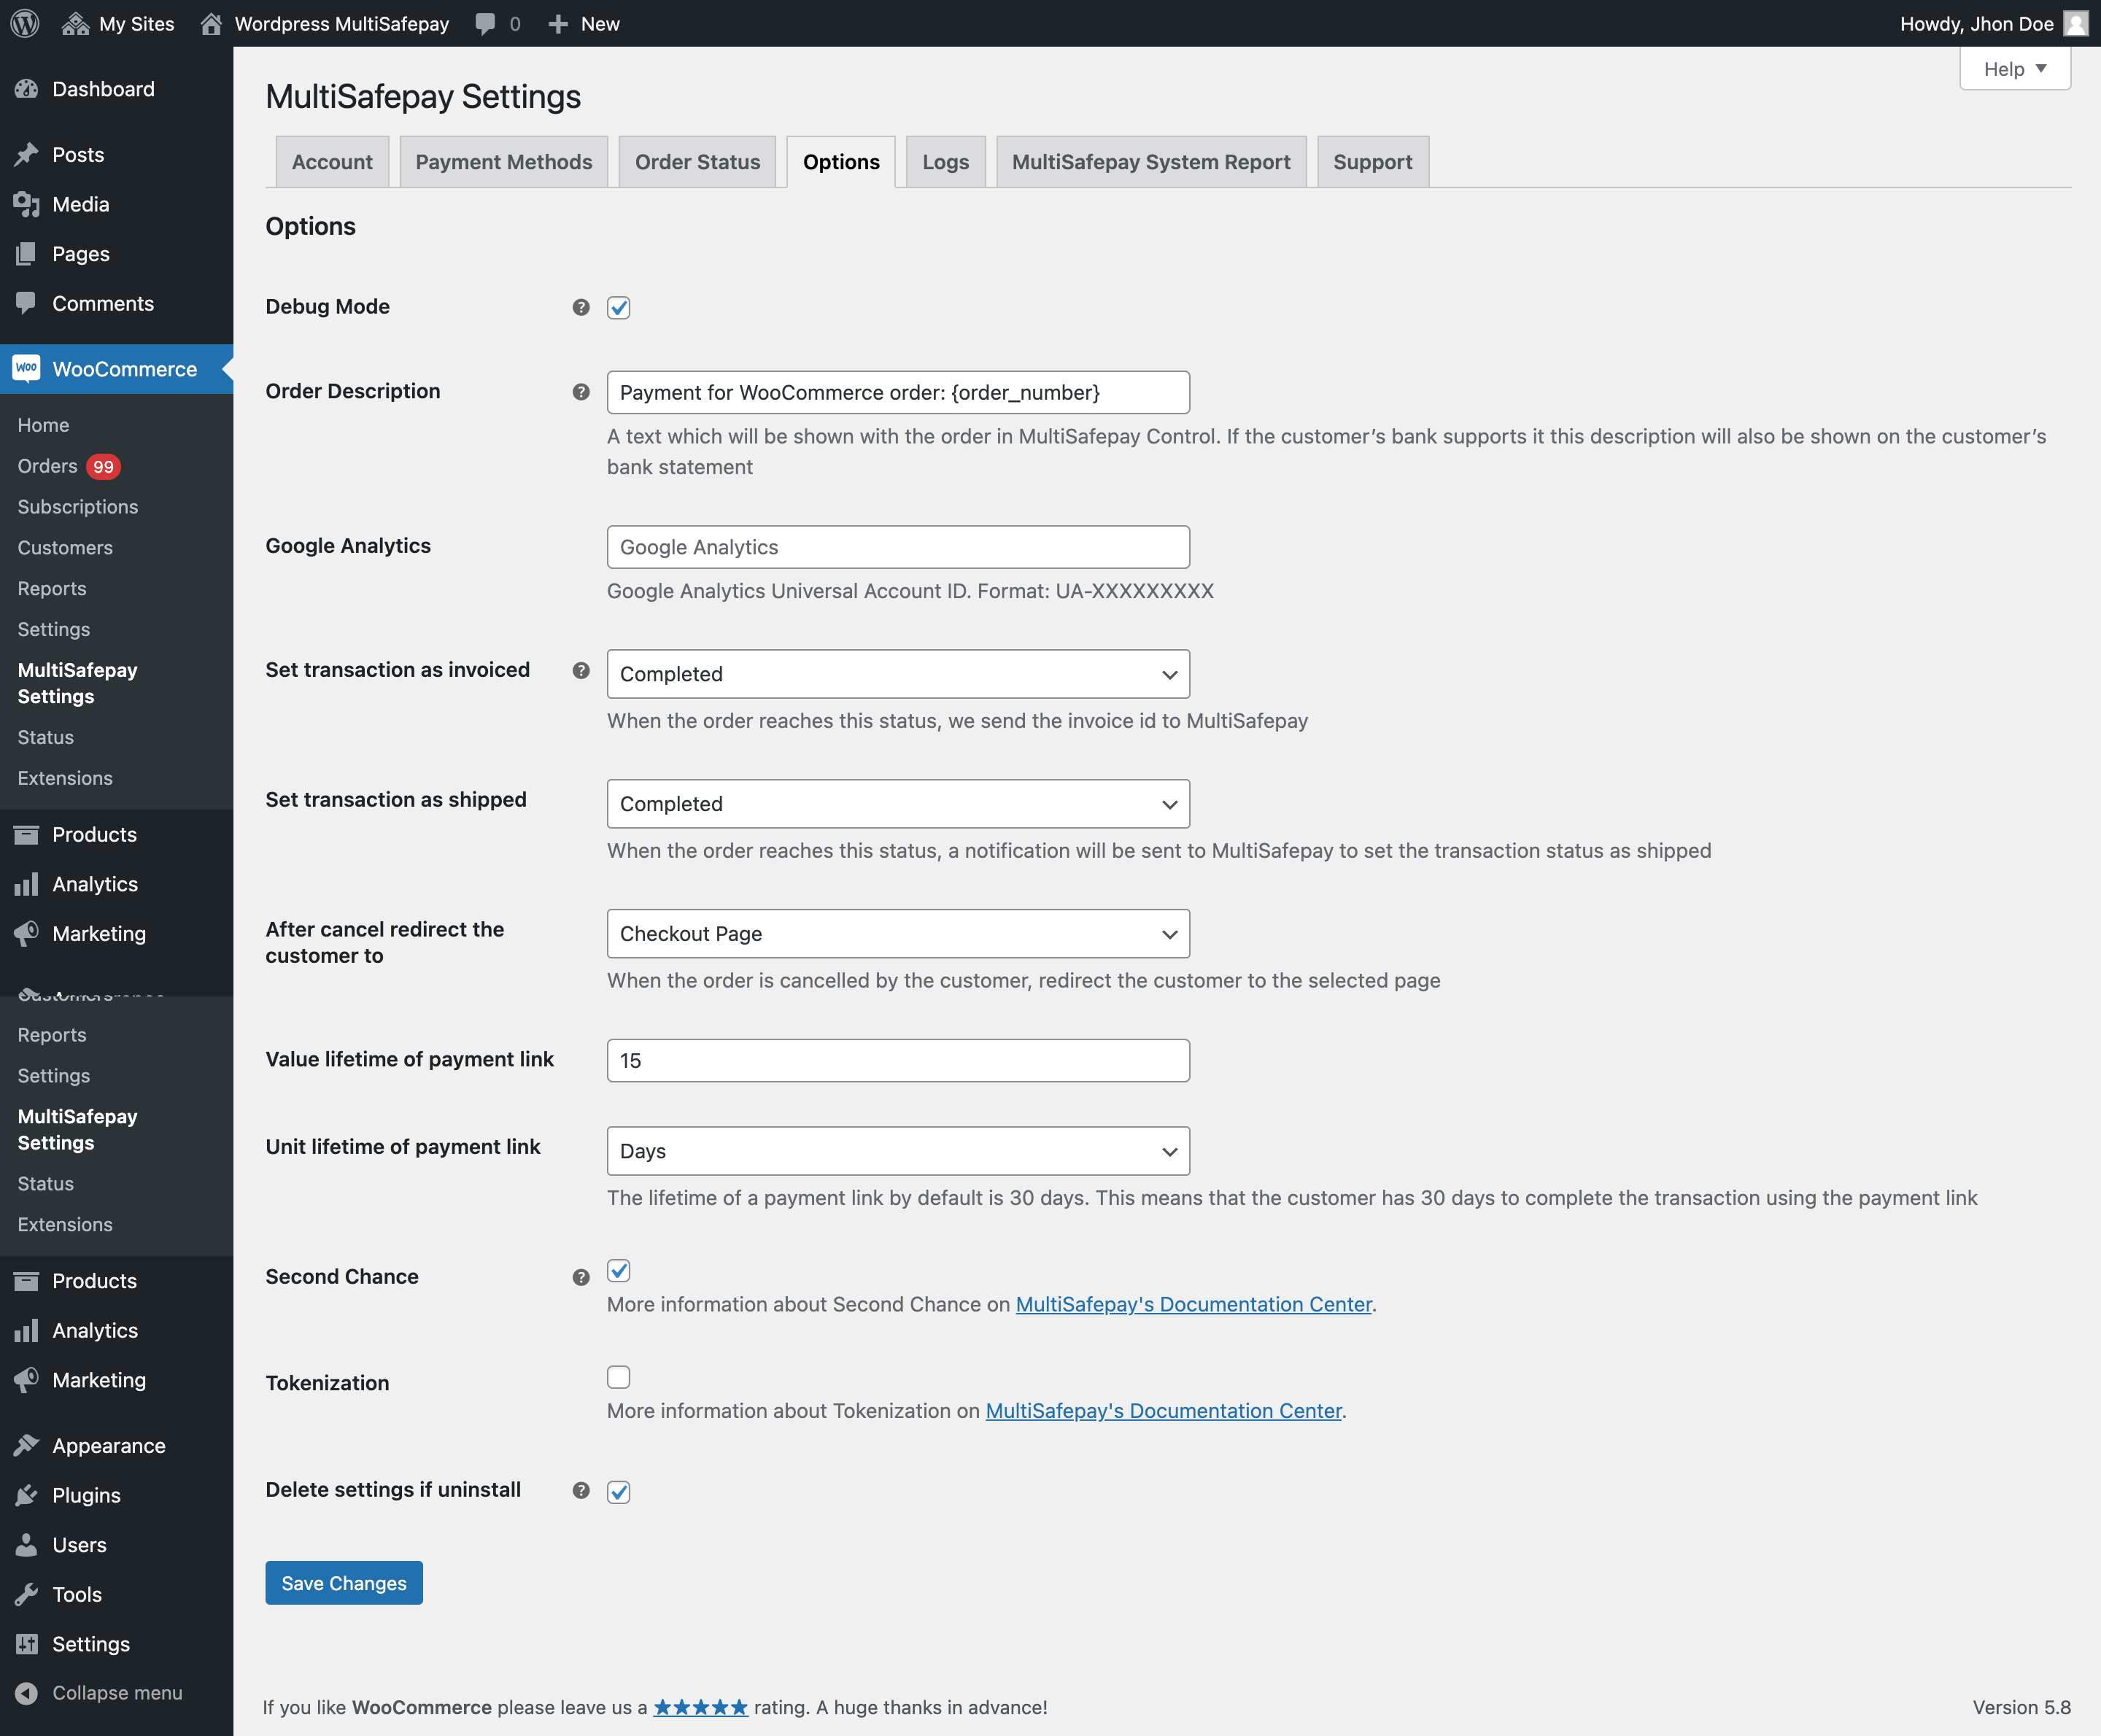 My Sites
Wordpress MultiSafepay
0
New
Howdy, Jhon Doe
Help
Dashboard
Posts
Media
Pages
Comments
WooCommerce
Home
Orders 99
Subscriptions
Customers
Reports
Settings
MultiSafepay
Settings
Status
Extensions
Products
Analytics
Marketing
Reports
Settings
MultiSafepay
Settings
Status
Extensions
Products
Analytics
Marketing
Appearance
Plugins
Users
Tools
Settings
Collapse menu
MultiSafepay Settings
Account
Payment Methods
Order Status
Options
Logs
MultiSafepay System Report
Support
Options
Debug Mode
Order Description
Payment for WooCommerce order: {order_number}
A text which will be shown with the order in MultiSafepay Control. If the customer’s bank supports it this description will also be shown on the customer’s
bank statement
Google Analytics
Google Analytics
Google Analytics Universal Account ID. Format: UA-XXXXXXXXX
Set transaction as invoiced
Completed
When the order reaches this status, we send the invoice id to MultiSafepay
Set transaction as shipped
Completed
When the order reaches this status, a notification will be sent to MultiSafepay to set the transaction status as shipped
After cancel redirect the
customer to
Checkout Page
When the order is cancelled by the customer, redirect the customer to the selected page
Value lifetime of payment link
15
Unit lifetime of payment link
Days
The lifetime of a payment link by default is 30 days. This means that the customer has 30 days to complete the transaction using the payment link
Second Chance
More information about Second Chance on MultiSafepay's Documentation Center.
Tokenization
More information about Tokenization on MultiSafepay's Documentation Center.
Delete settings if uninstall
Save Changes
If you like WooCommerce please leave us a ★★★★★ rating. A huge thanks in advance!
Version 5.8